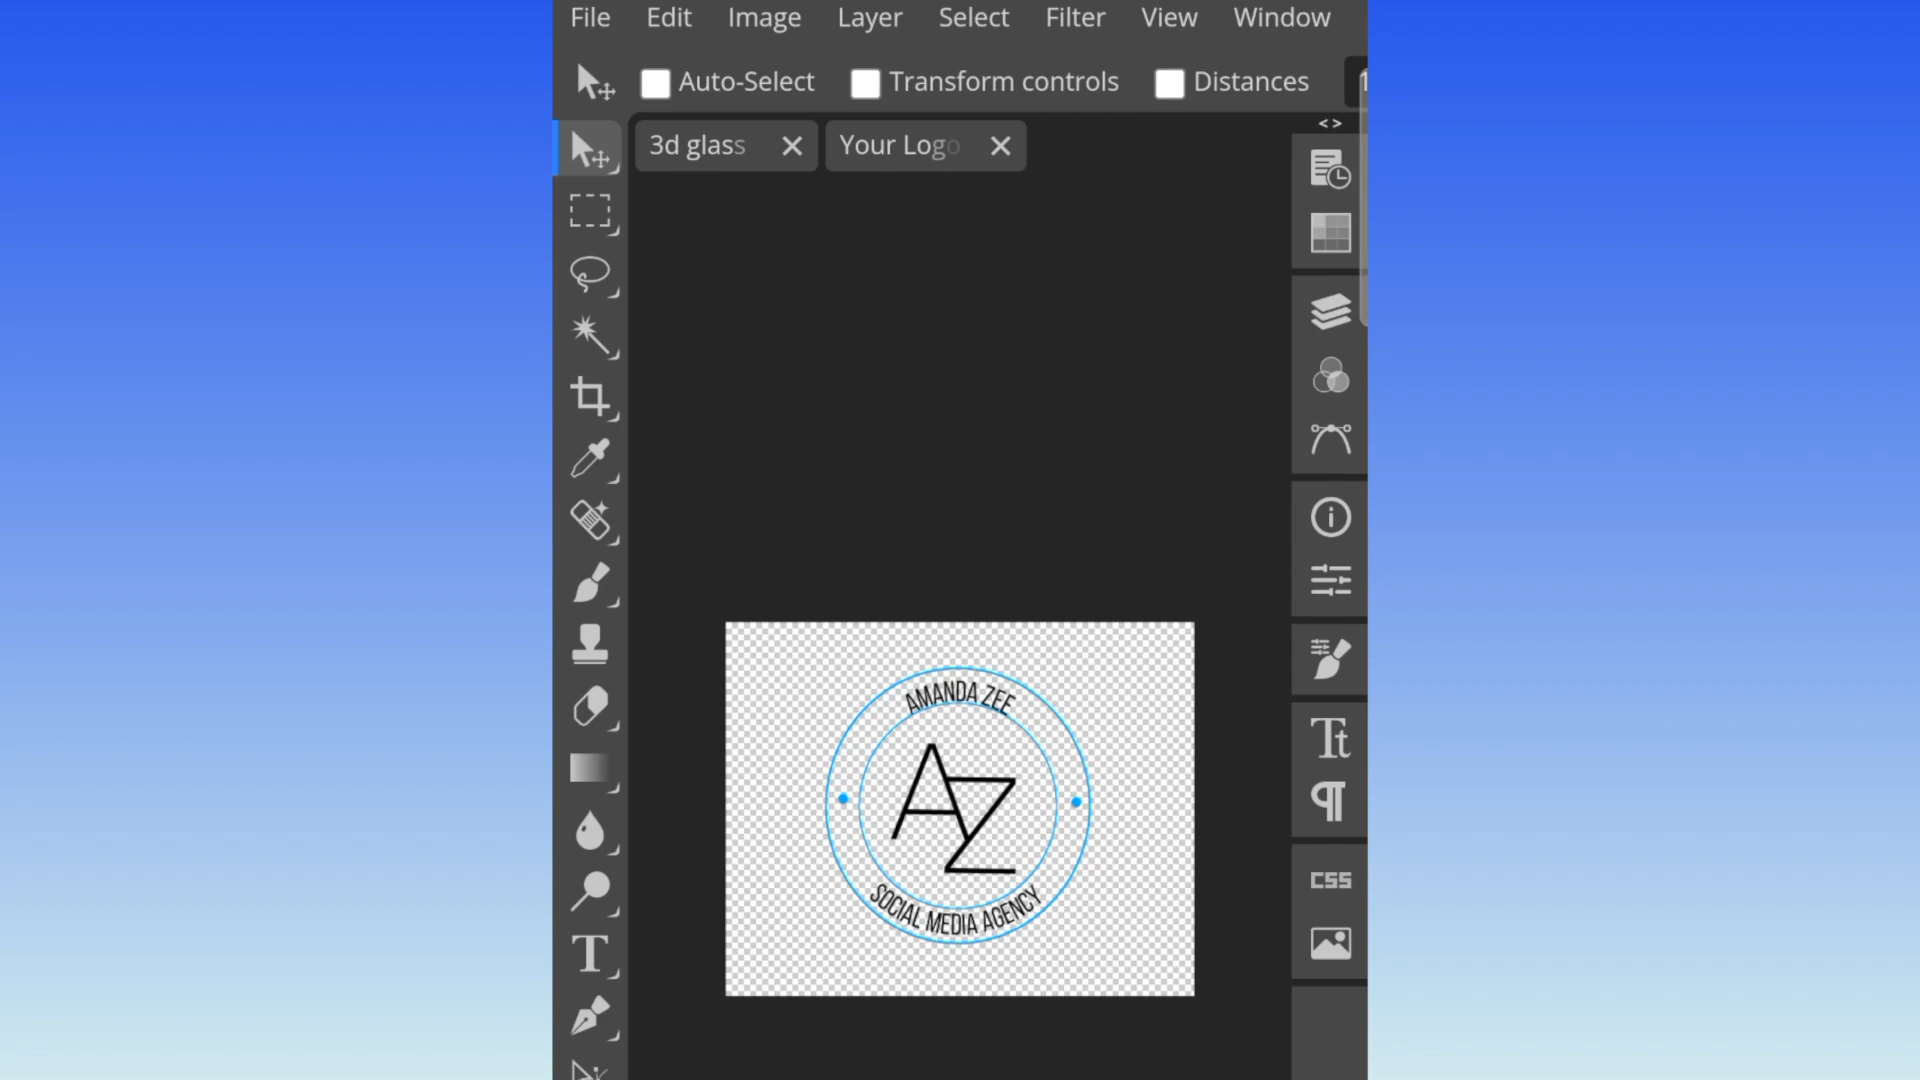 File Edit Image Layer Select Filter View Window
Auto-Select Transform controls Distances
3d glass Your Logo
AMANDA ZEE
AZ
SOCIAL MEDIA AGENCY
T
Tt
¶
CSS